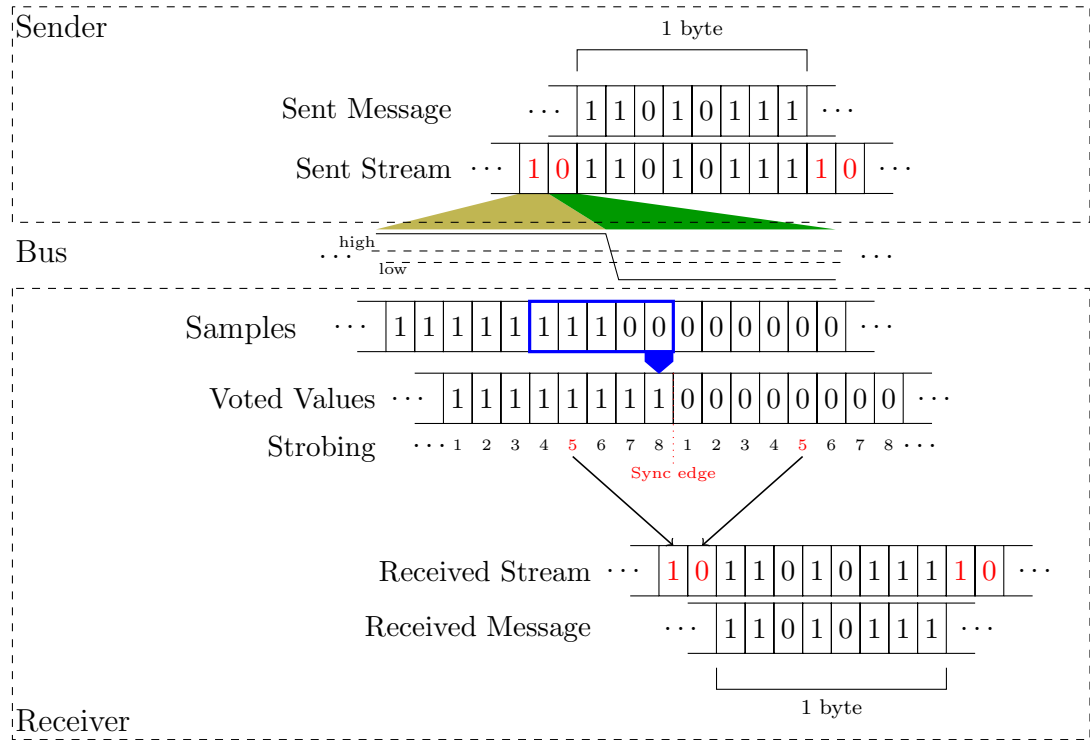 Sender
1 byte
Sent Message ··· 1 1 0 1 0 1 1 1 ···
Sent Stream ··· 1 0 1 1 0 1 0 1 1 1 1 0 ···
high
Bus ··· ···
low
Samples ··· 1 1 1 1 1 1 1 1 0 0 0 0 0 0 0 0 ···
Voted Values ··· 1 1 1 1 1 1 1 1 0 0 0 0 0 0 0 0 ···
Strobing ··· 1 2 3 4 5 6 7 8 1 2 3 4 5 6 7 8 ···
Sync edge
Received Stream ··· 1 0 1 1 0 1 0 1 1 1 1 0 ···
Received Message ··· 1 1 0 1 0 1 1 1 ···
1 byte
Receiver